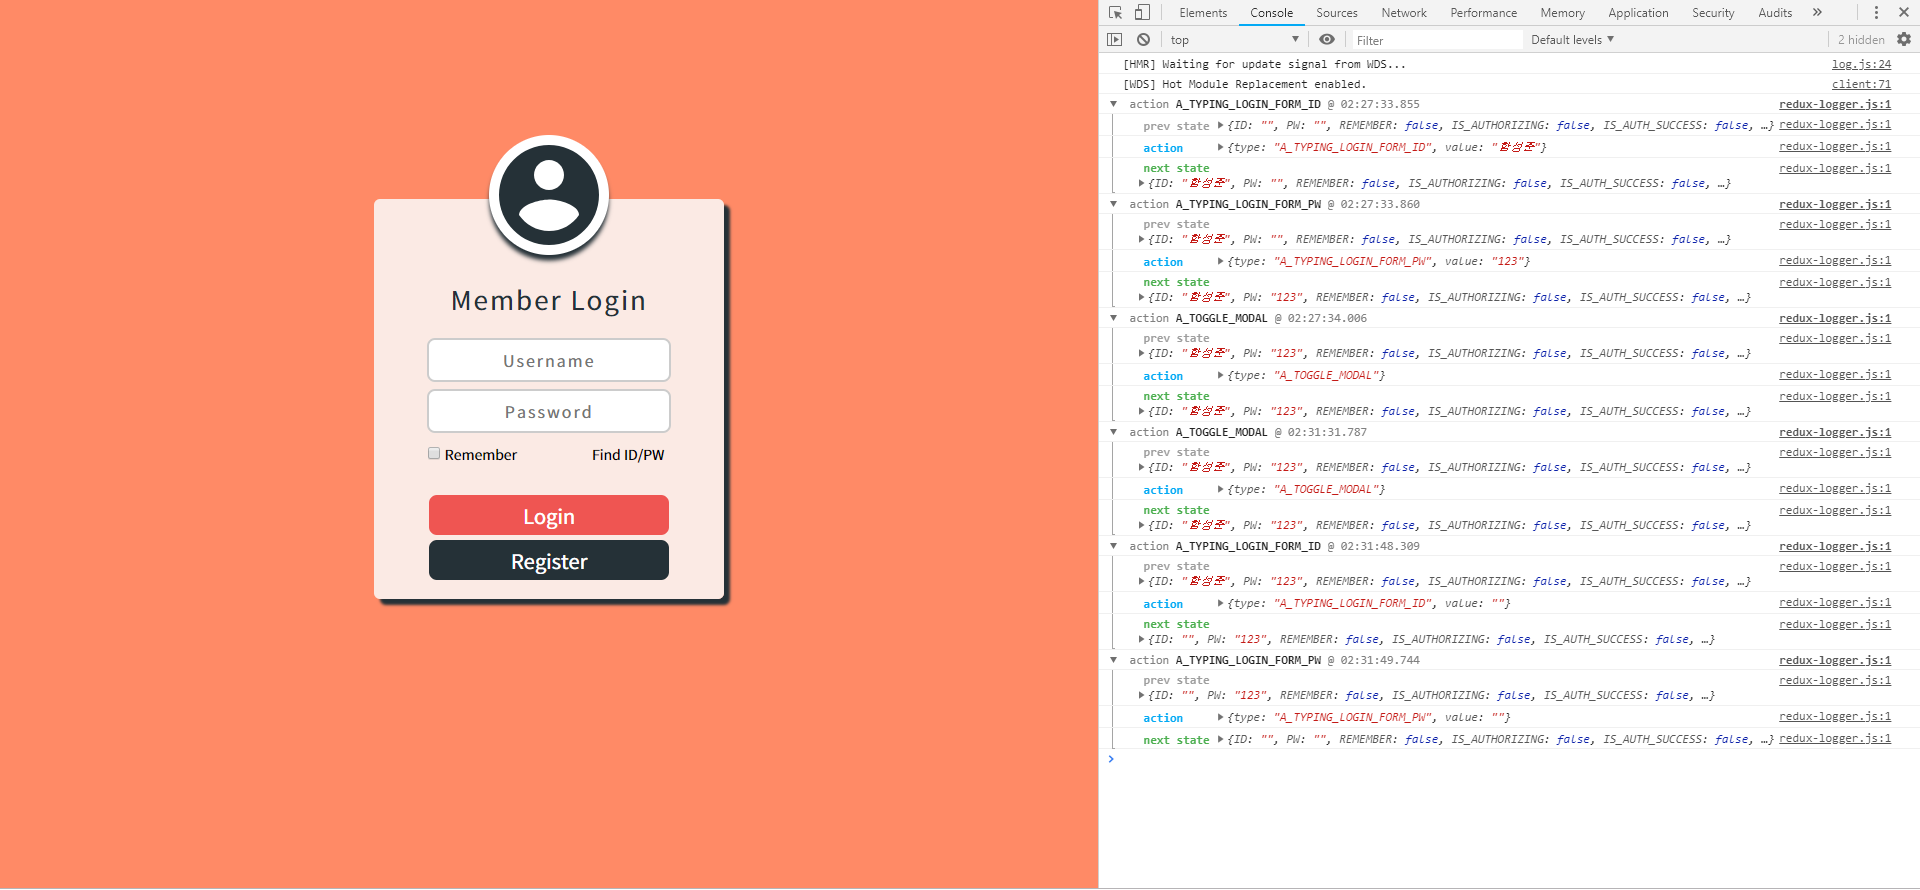 Member Login
Username
Password
Remember Find ID/PW
Login
Register
Elements Console Sources Network Performance Memory Application Security Audits »
top Filter Default levels 2 hidden
[HMR] Waiting for update signal from WDS... log.js:24
[WDS] Hot Module Replacement enabled. client:71
action A_TYPING_LOGIN_FORM_ID @ 02:27:33.855 redux-logger.js:1
prev state {ID: "", PW: "", REMEMBER: false, IS_AUTHORIZING: false, IS_AUTH_SUCCESS: false, …} redux-logger.js:1
action {type: "A_TYPING_LOGIN_FORM_ID", value: ""} redux-logger.js:1
next state redux-logger.js:1
{ID: "", PW: "", REMEMBER: false, IS_AUTHORIZING: false, IS_AUTH_SUCCESS: false, …}
action A_TYPING_LOGIN_FORM_PW @ 02:27:33.860 redux-logger.js:1
prev state redux-logger.js:1
{ID: "", PW: "", REMEMBER: false, IS_AUTHORIZING: false, IS_AUTH_SUCCESS: false, …}
action {type: "A_TYPING_LOGIN_FORM_PW", value: "123"} redux-logger.js:1
next state redux-logger.js:1
{ID: "", PW: "123", REMEMBER: false, IS_AUTHORIZING: false, IS_AUTH_SUCCESS: false, …}
action A_TOGGLE_MODAL @ 02:27:34.006 redux-logger.js:1
prev state redux-logger.js:1
{ID: "", PW: "123", REMEMBER: false, IS_AUTHORIZING: false, IS_AUTH_SUCCESS: false, …}
action {type: "A_TOGGLE_MODAL"} redux-logger.js:1
next state redux-logger.js:1
{ID: "", PW: "123", REMEMBER: false, IS_AUTHORIZING: false, IS_AUTH_SUCCESS: false, …}
action A_TOGGLE_MODAL @ 02:31:31.787 redux-logger.js:1
prev state redux-logger.js:1
{ID: "", PW: "123", REMEMBER: false, IS_AUTHORIZING: false, IS_AUTH_SUCCESS: false, …}
action {type: "A_TOGGLE_MODAL"} redux-logger.js:1
next state redux-logger.js:1
{ID: "", PW: "123", REMEMBER: false, IS_AUTHORIZING: false, IS_AUTH_SUCCESS: false, …}
action A_TYPING_LOGIN_FORM_ID @ 02:31:48.309 redux-logger.js:1
prev state redux-logger.js:1
{ID: "", PW: "123", REMEMBER: false, IS_AUTHORIZING: false, IS_AUTH_SUCCESS: false, …}
action {type: "A_TYPING_LOGIN_FORM_ID", value: ""} redux-logger.js:1
next state redux-logger.js:1
{ID: "", PW: "123", REMEMBER: false, IS_AUTHORIZING: false, IS_AUTH_SUCCESS: false, …}
action A_TYPING_LOGIN_FORM_PW @ 02:31:49.744 redux-logger.js:1
prev state redux-logger.js:1
{ID: "", PW: "123", REMEMBER: false, IS_AUTHORIZING: false, IS_AUTH_SUCCESS: false, …}
action {type: "A_TYPING_LOGIN_FORM_PW", value: ""} redux-logger.js:1
next state {ID: "", PW: "", REMEMBER: false, IS_AUTHORIZING: false, IS_AUTH_SUCCESS: false, …} redux-logger.js:1